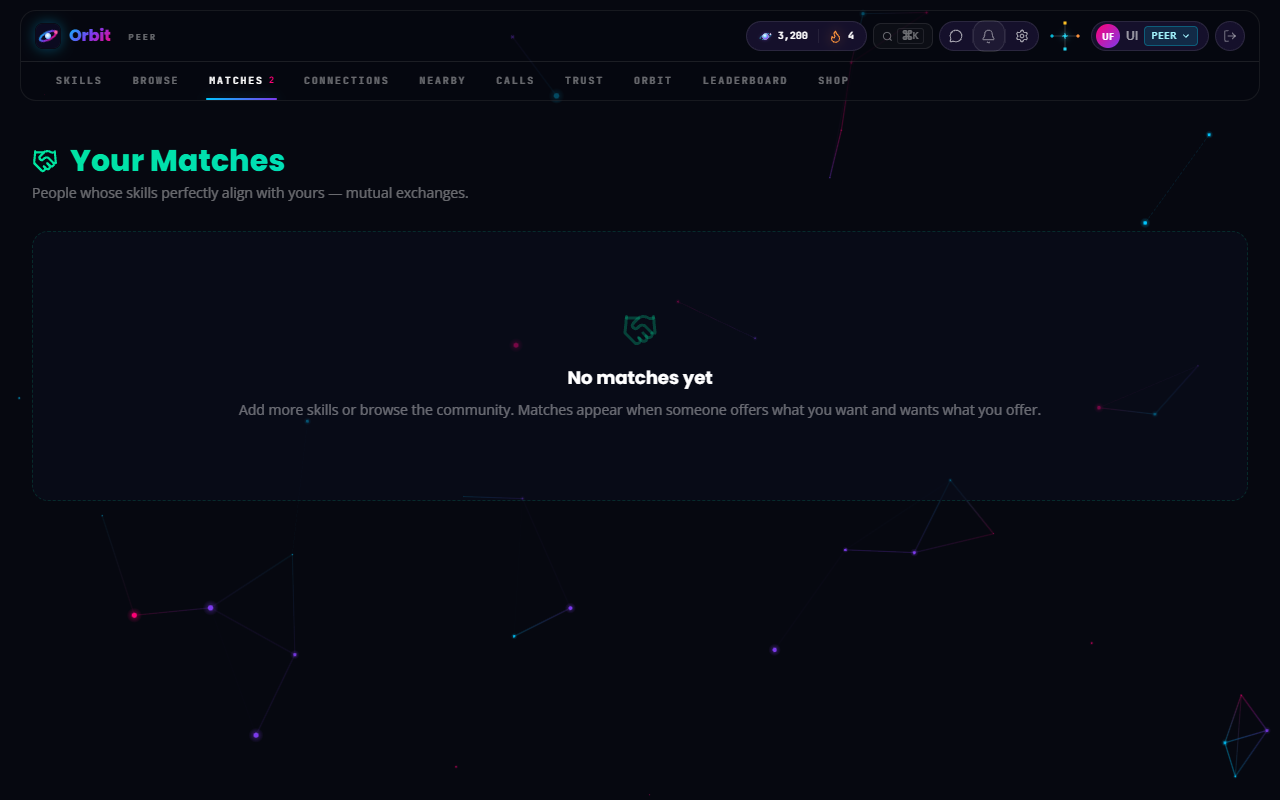 Orbit PEER 3,200 4 ⌘K UF UI PEER
SKILLS BROWSE MATCHES 2 CONNECTIONS NEARBY CALLS TRUST ORBIT LEADERBOARD SHOP
Your Matches
People whose skills perfectly align with yours — mutual exchanges.
No matches yet
Add more skills or browse the community. Matches appear when someone offers what you want and wants what you offer.